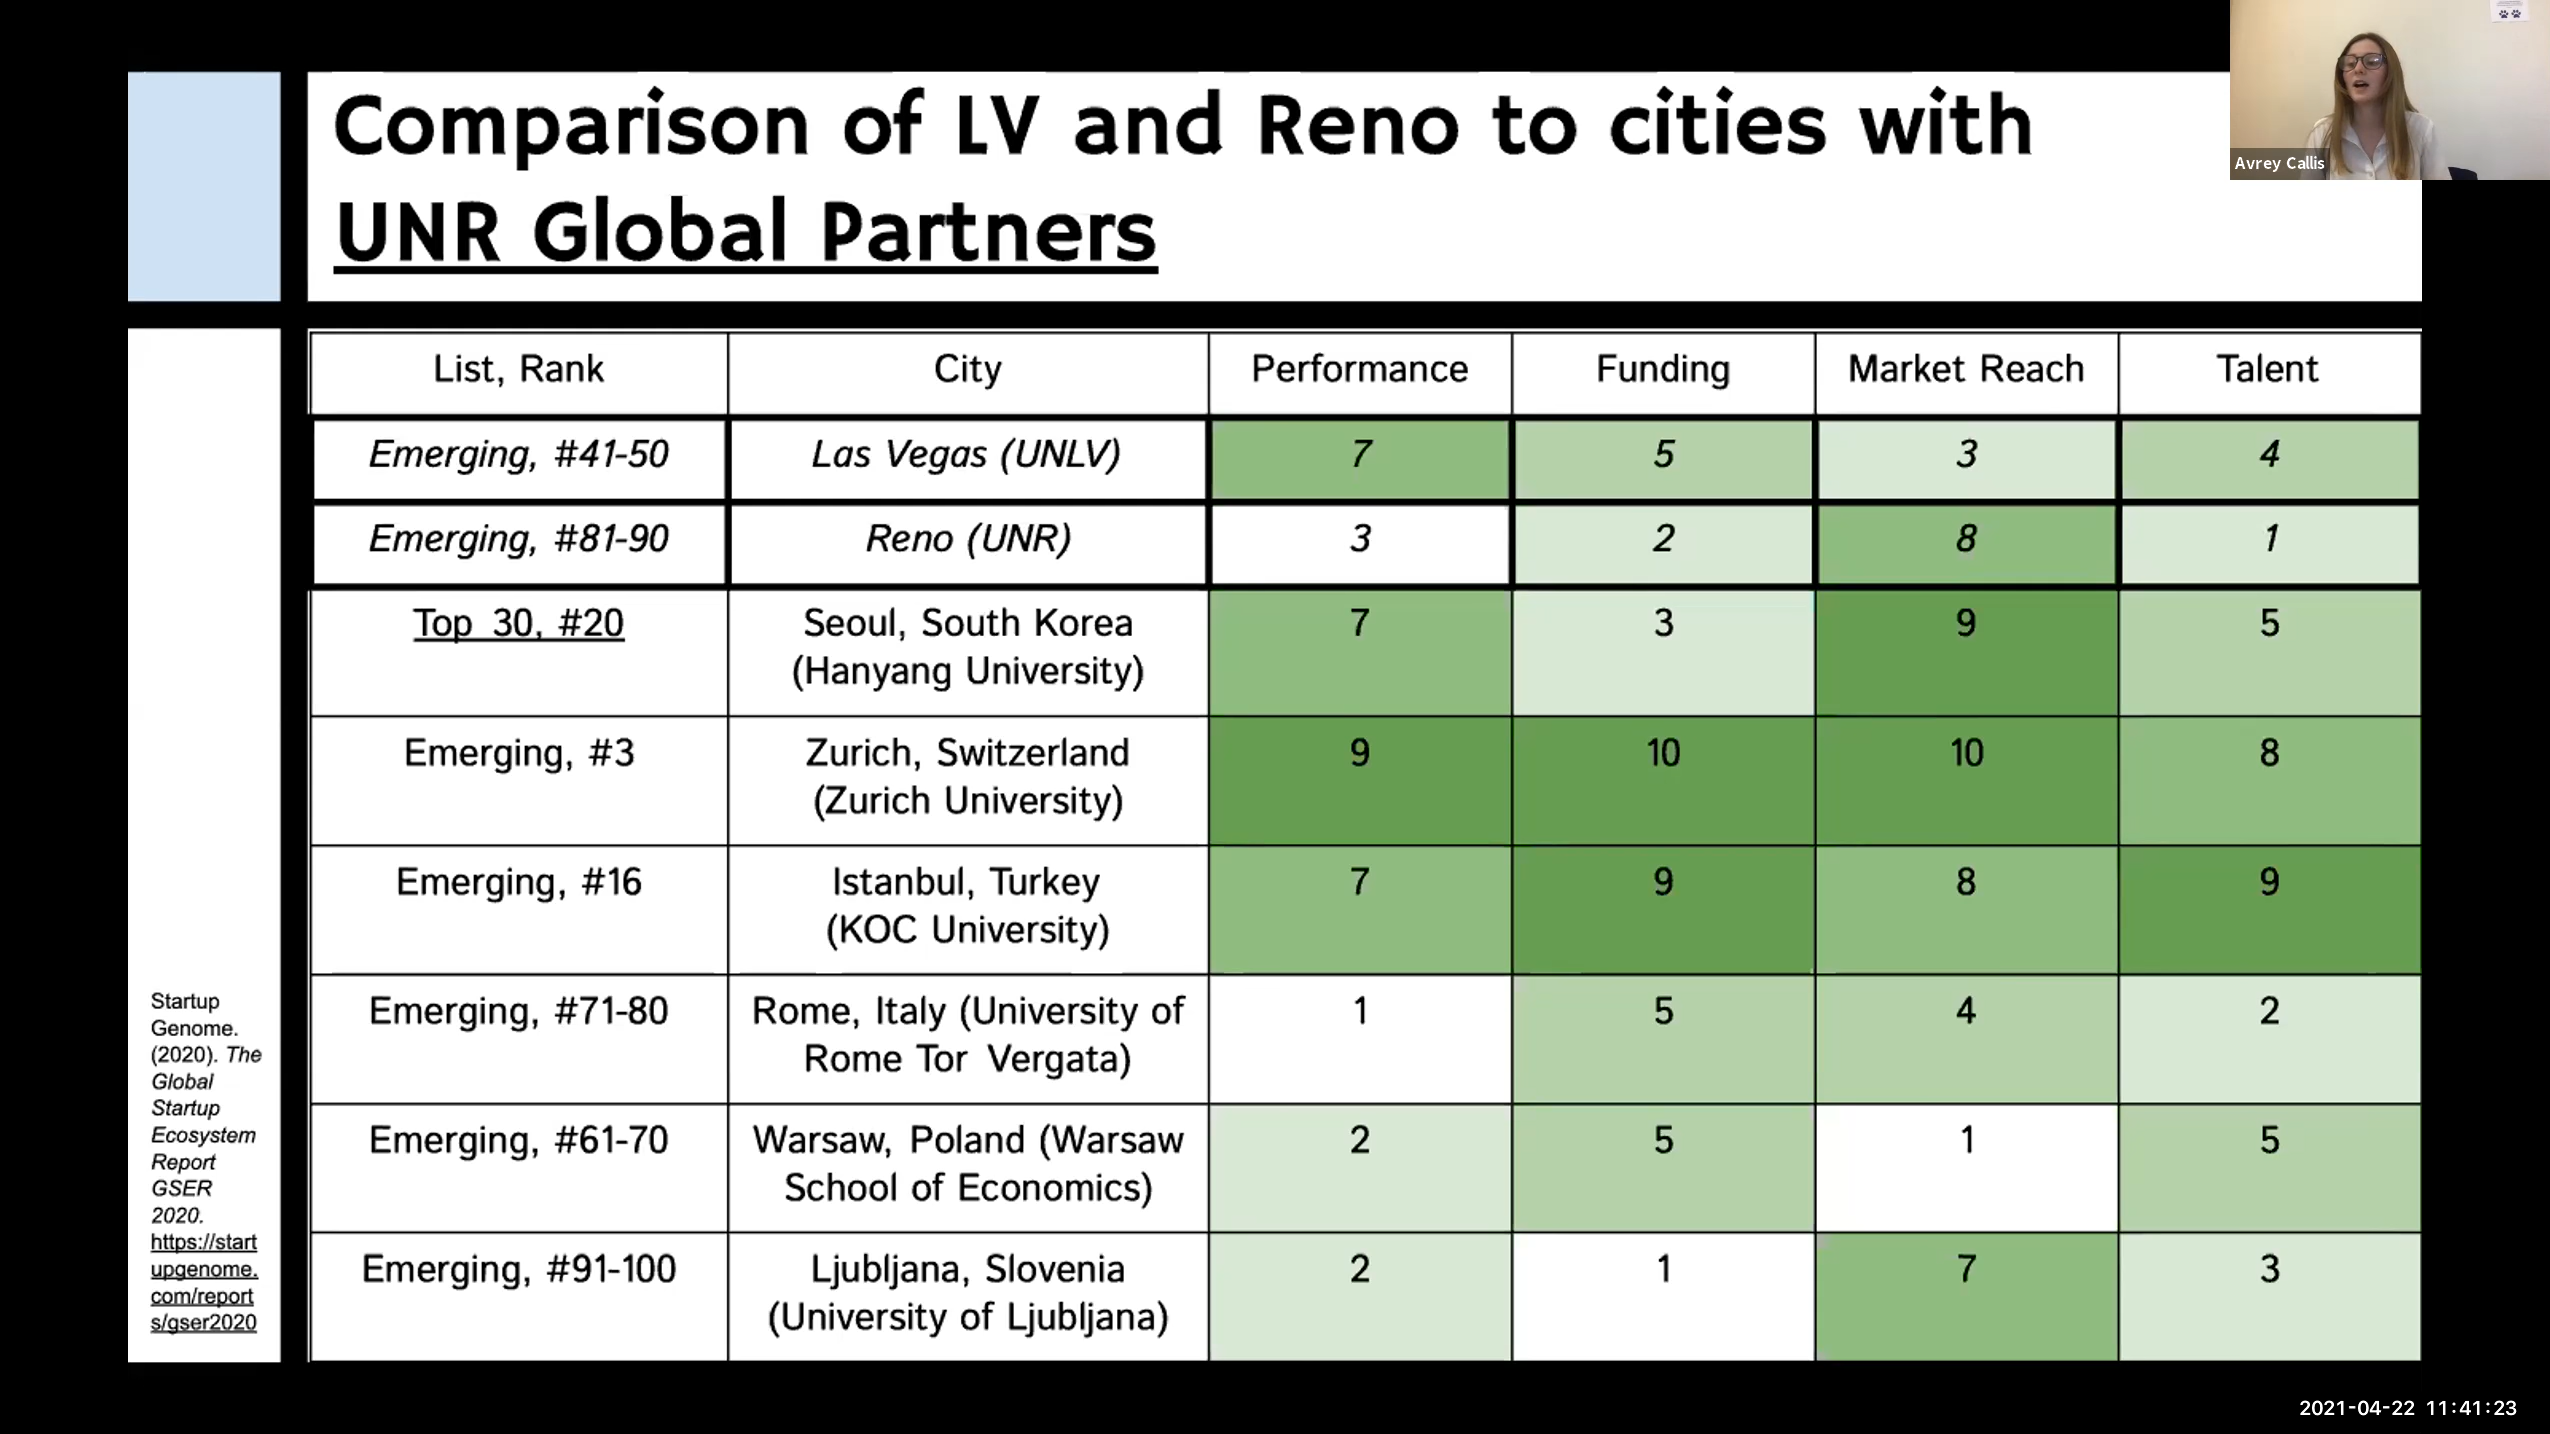 Comparison of LV and Reno to cities with
UNR Global Partners
Avrey Callis
List, Rank City Performance Funding Market Reach Talent
Emerging, #41-50 Las Vegas (UNLV) 7 5 3 4
Emerging, #81-90 Reno (UNR) 3 2 8 1
Top 30, #20 Seoul, South Korea 7 3 9 5
(Hanyang University)
Emerging, #3 Zurich, Switzerland 9 10 10 8
(Zurich University)
Emerging, #16 Istanbul, Turkey 7 9 8 9
(KOC University)
Emerging, #71-80 Rome, Italy (University of 1 5 4 2
Rome Tor Vergata)
Emerging, #61-70 Warsaw, Poland (Warsaw 2 5 1 5
School of Economics)
Emerging, #91-100 Ljubljana, Slovenia 2 1 7 3
(University of Ljubljana)
Startup
Genome.
(2020). The
Global
Startup
Ecosystem
Report
GSER
2020.
https://start
upgenome.
com/report
s/gser2020
2021-04-22 11:41:23